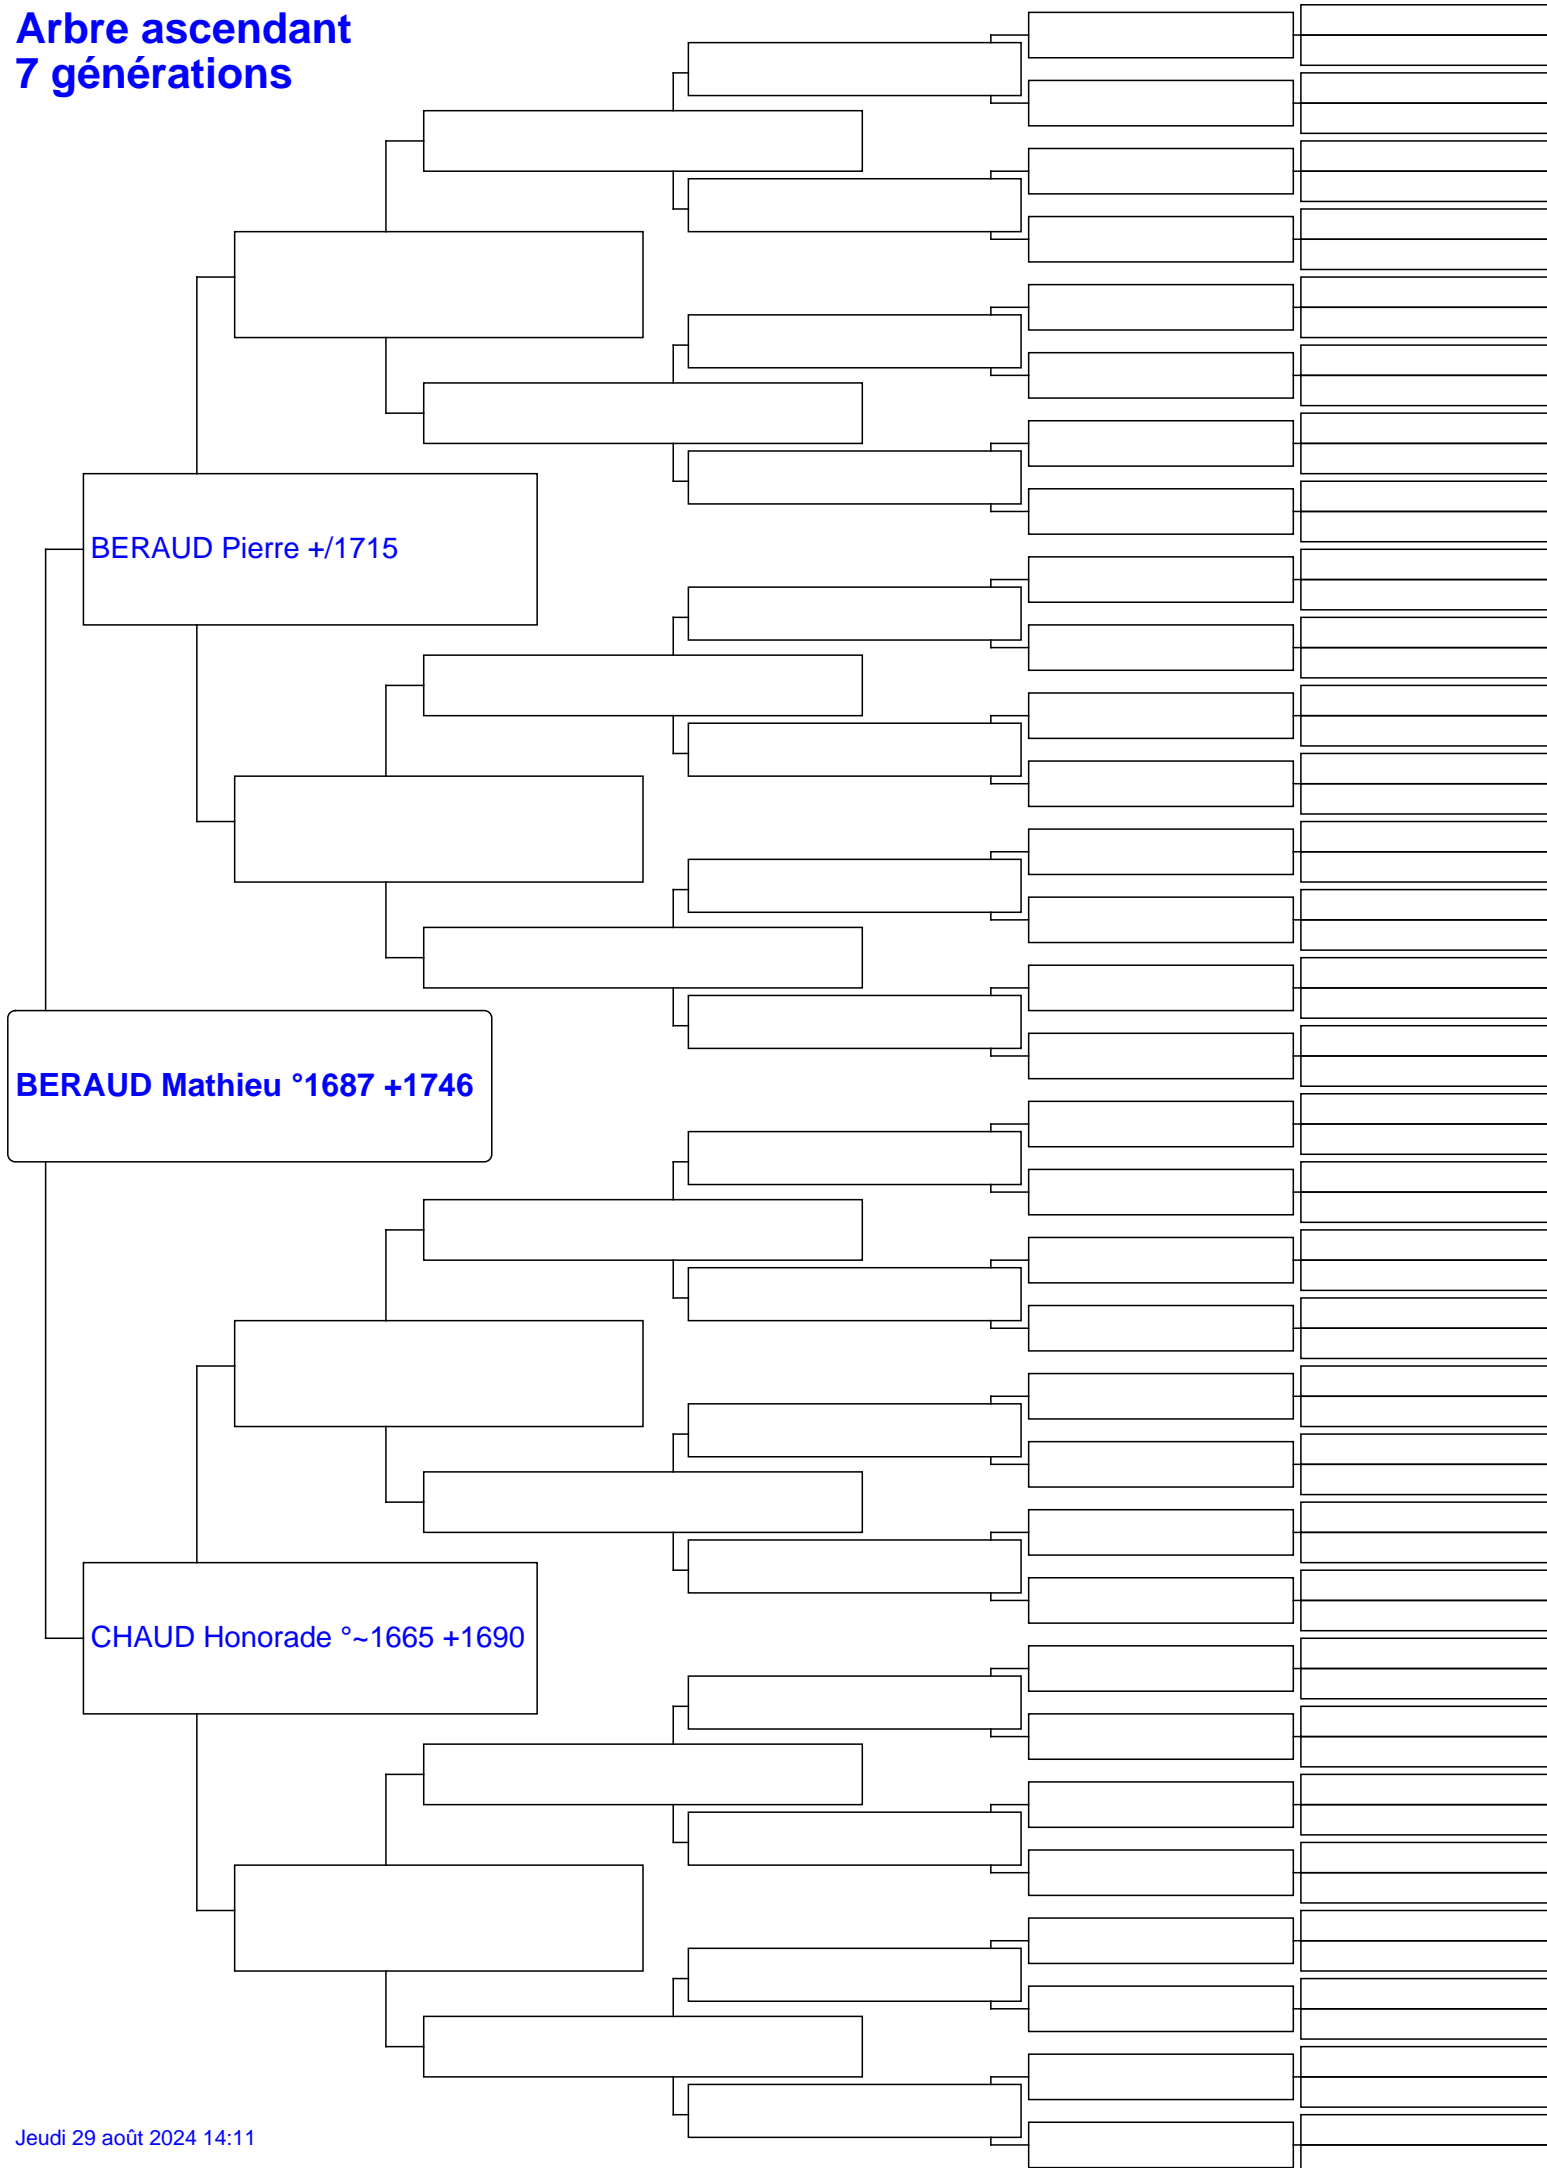 Arbre ascendant
7 générations
BERAUD Pierre +/1715
BERAUD Mathieu °1687 +1746
CHAUD Honorade °~1665 +1690
Jeudi 29 août 2024 14:11